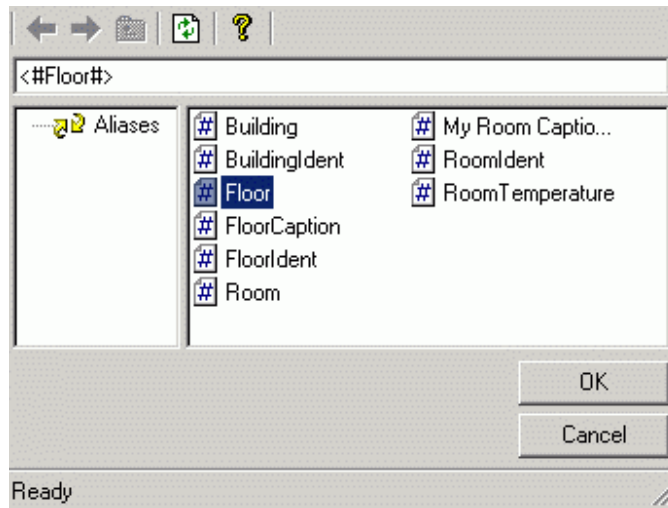 <#Floor#>
Aliases
Building
BuildingIdent
Floor
FloorCaption
FloorIdent
Room
My Room Captio...
RoomIdent
RoomTemperature
OK
Cancel
Ready